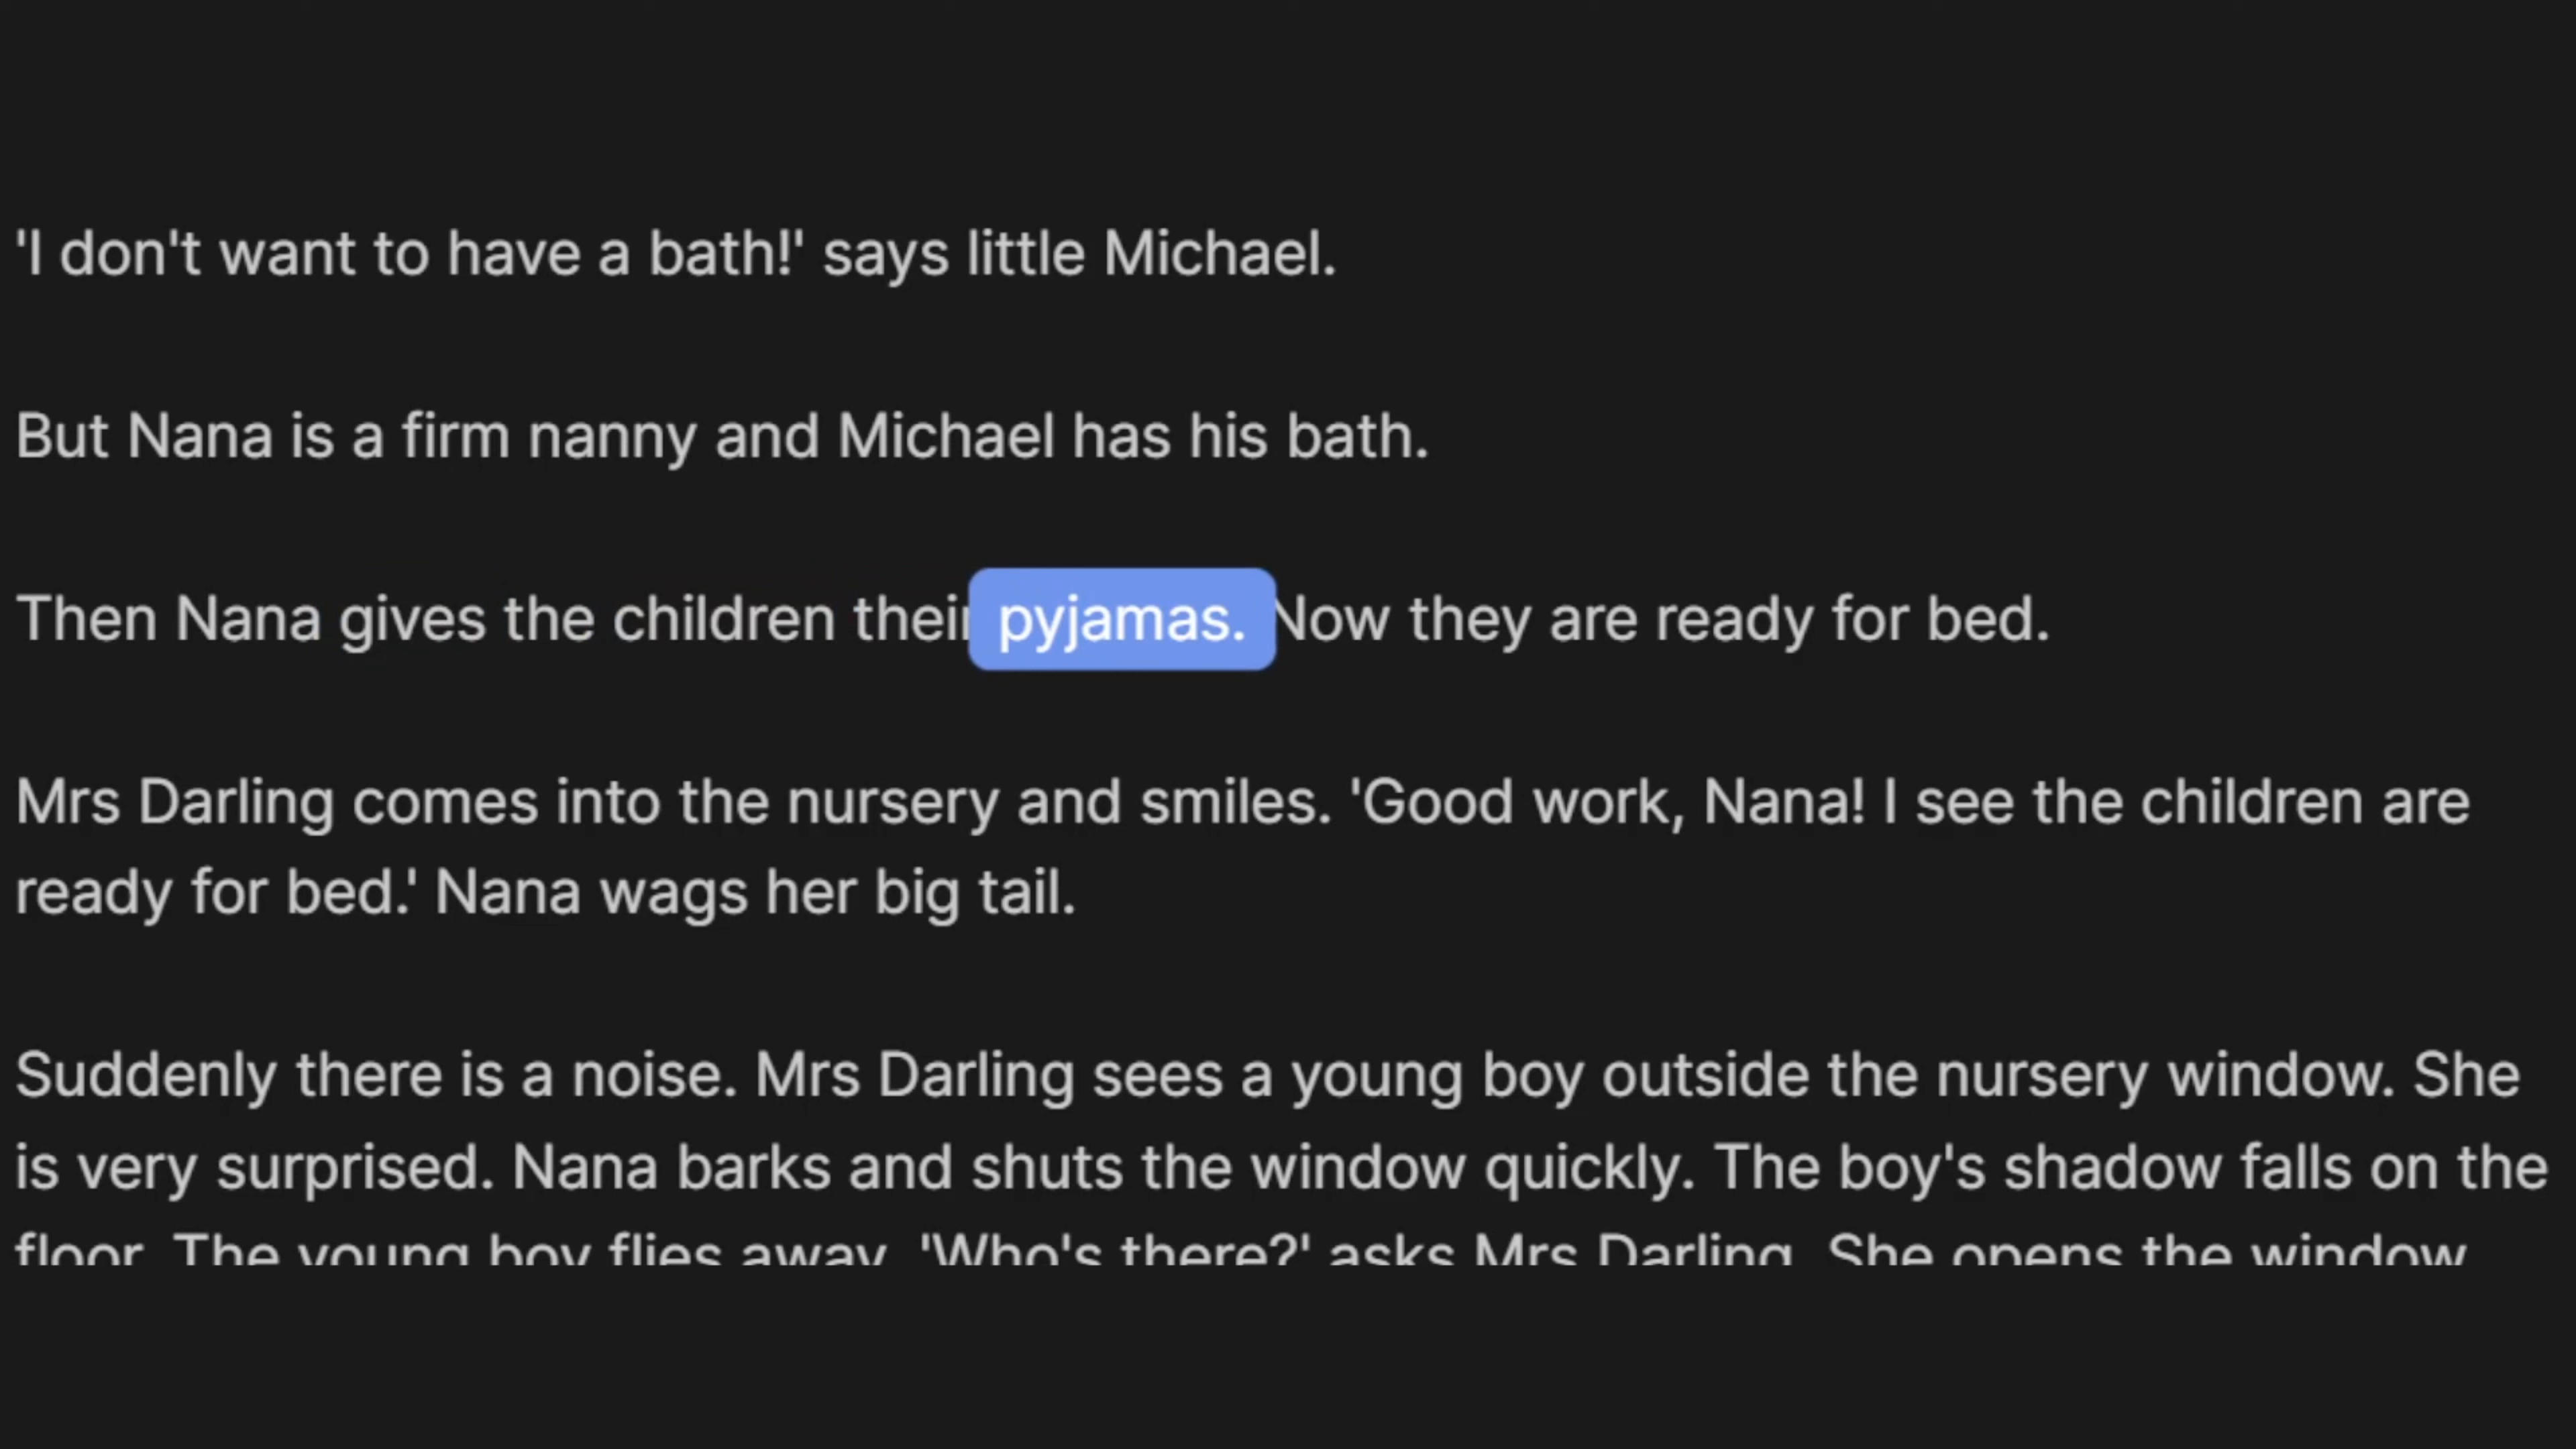 'I don't want to have a bath!' says little Michael.
But Nana is a firm nanny and Michael has his bath.
Then Nana gives the children their pyjamas. Now they are ready for bed.
Mrs Darling comes into the nursery and smiles. 'Good work, Nana! I see the children are
ready for bed.' Nana wags her big tail.
Suddenly there is a noise. Mrs Darling sees a young boy outside the nursery window. She
is very surprised. Nana barks and shuts the window quickly. The boy's shadow falls on the
floor. The young boy flies away. 'Who's there?' asks Mrs Darling. She opens the window